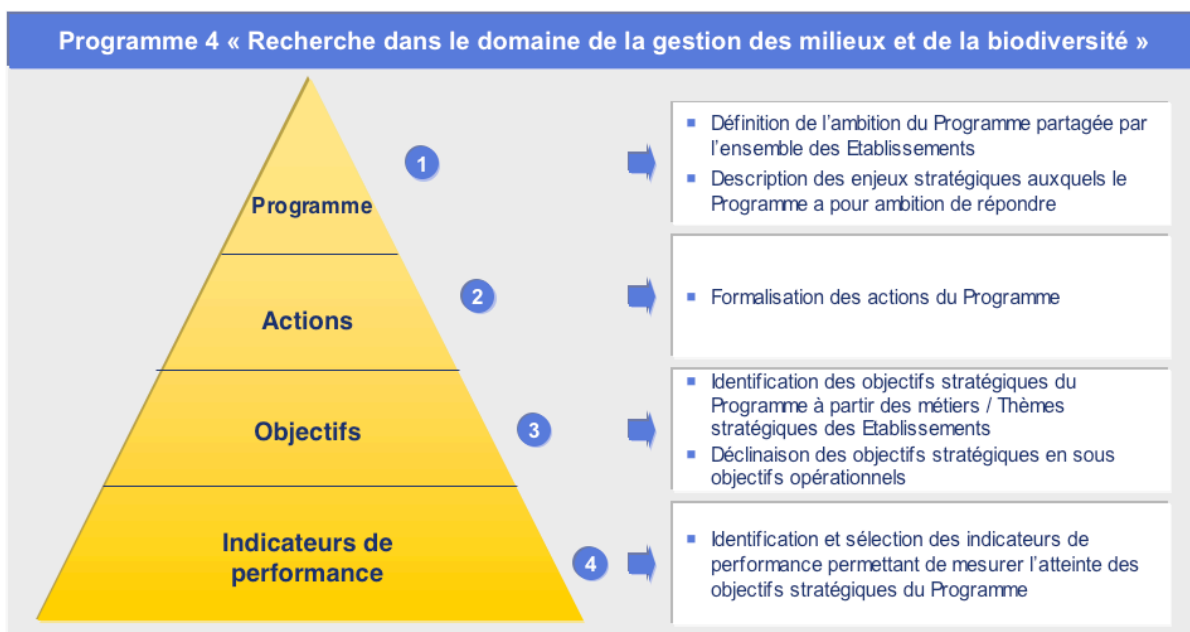 Programme 4 « Recherche dans le domaine de la gestion des milieux et de la biodiversité »
Programme
1
▪ Définition de l'ambition du Programme partagée par
l'ensemble des Etablissements
▪ Description des enjeux stratégiques auxquels le
Programme a pour ambition de répondre
Actions
2
▪ Formalisation des actions du Programme
Objectifs
3
▪ Identification des objectifs stratégiques du
Programme à partir des métiers / Thèmes
stratégiques des Etablissements
▪ Déclinaison des objectifs stratégiques en sous
objectifs opérationnels
Indicateurs de
performance
4
▪ Identification et sélection des indicateurs de
performance permettant de mesurer l'atteinte des
objectifs stratégiques du Programme